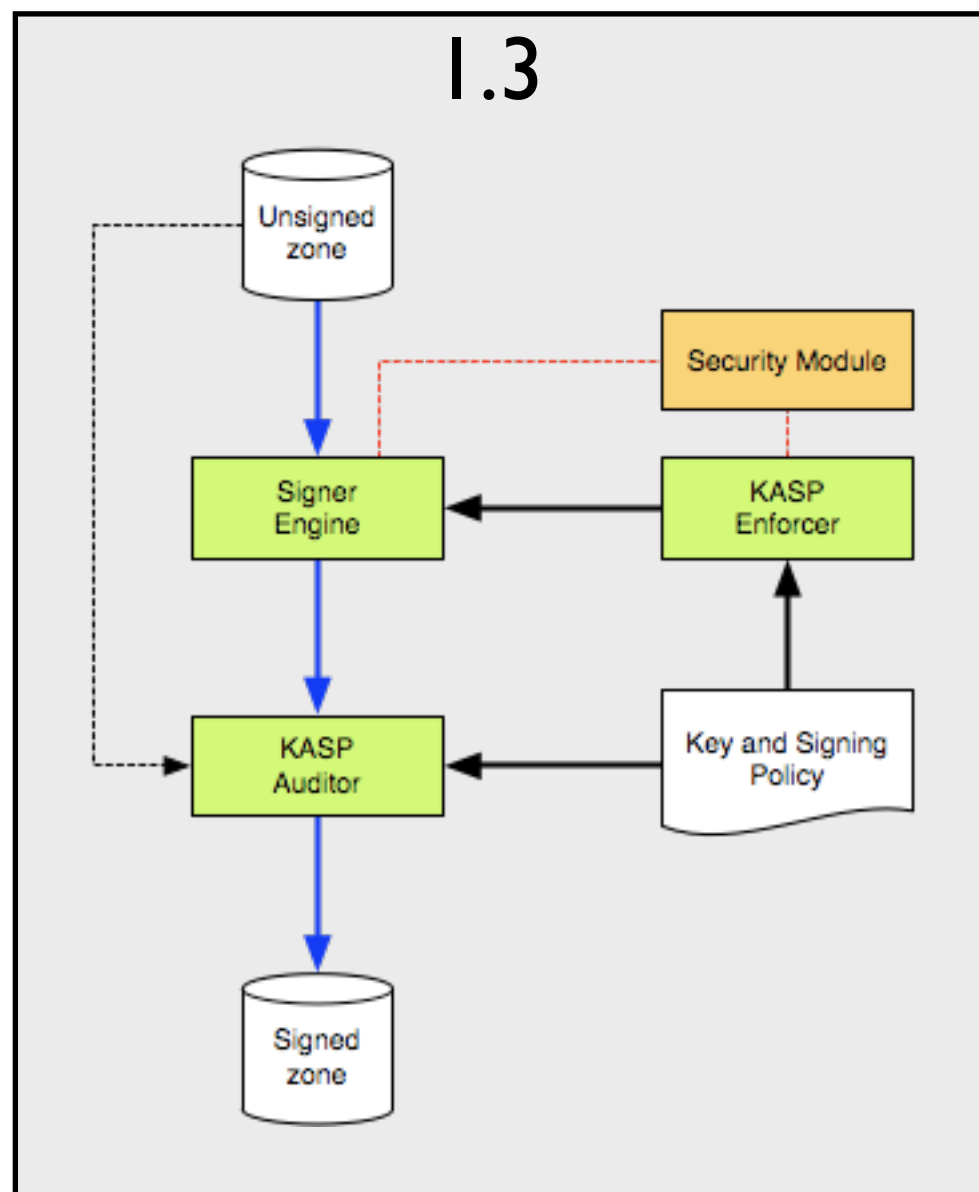 1.3
Unsigned
zone
Security Module
Signer
Engine
KASP
Enforcer
KASP
Auditor
Key and Signing
Policy
Signed
zone